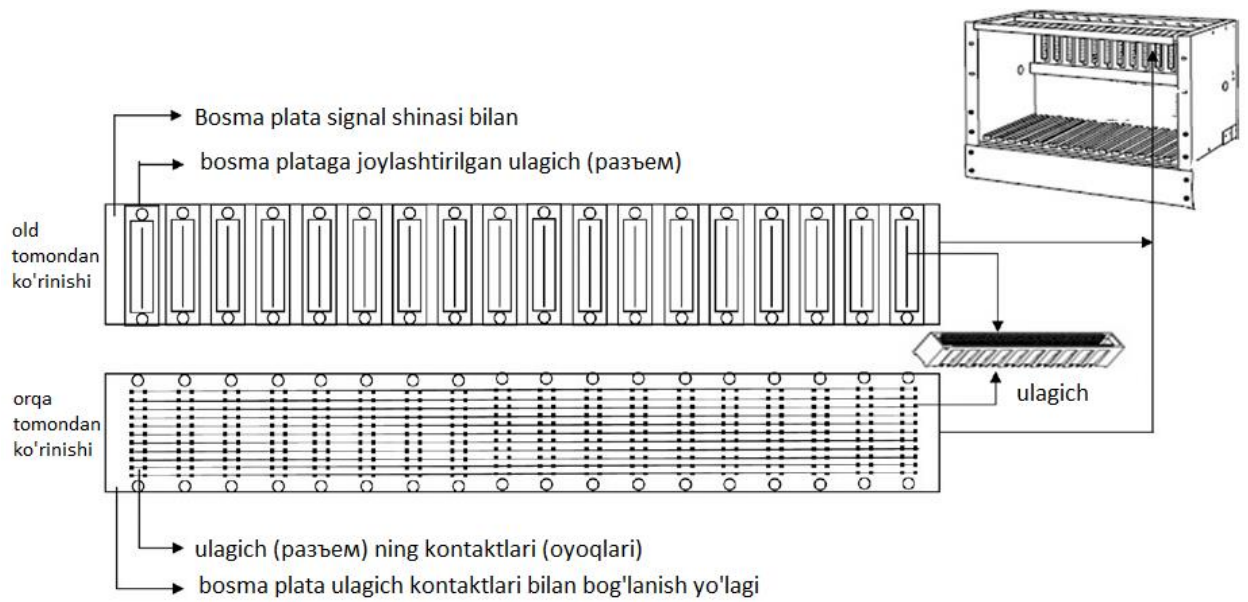 Bosma plata signal shinasi bilan
bosma plataga joylashtirilgan ulagich (разъем)
old
tomondan
ko'rinishi
ulagich
orqa
tomondan
ko'rinishi
ulagich (разъем) ning kontaktlari (oyoqlari)
bosma plata ulagich kontaktlari bilan bog'lanish yo'lagi